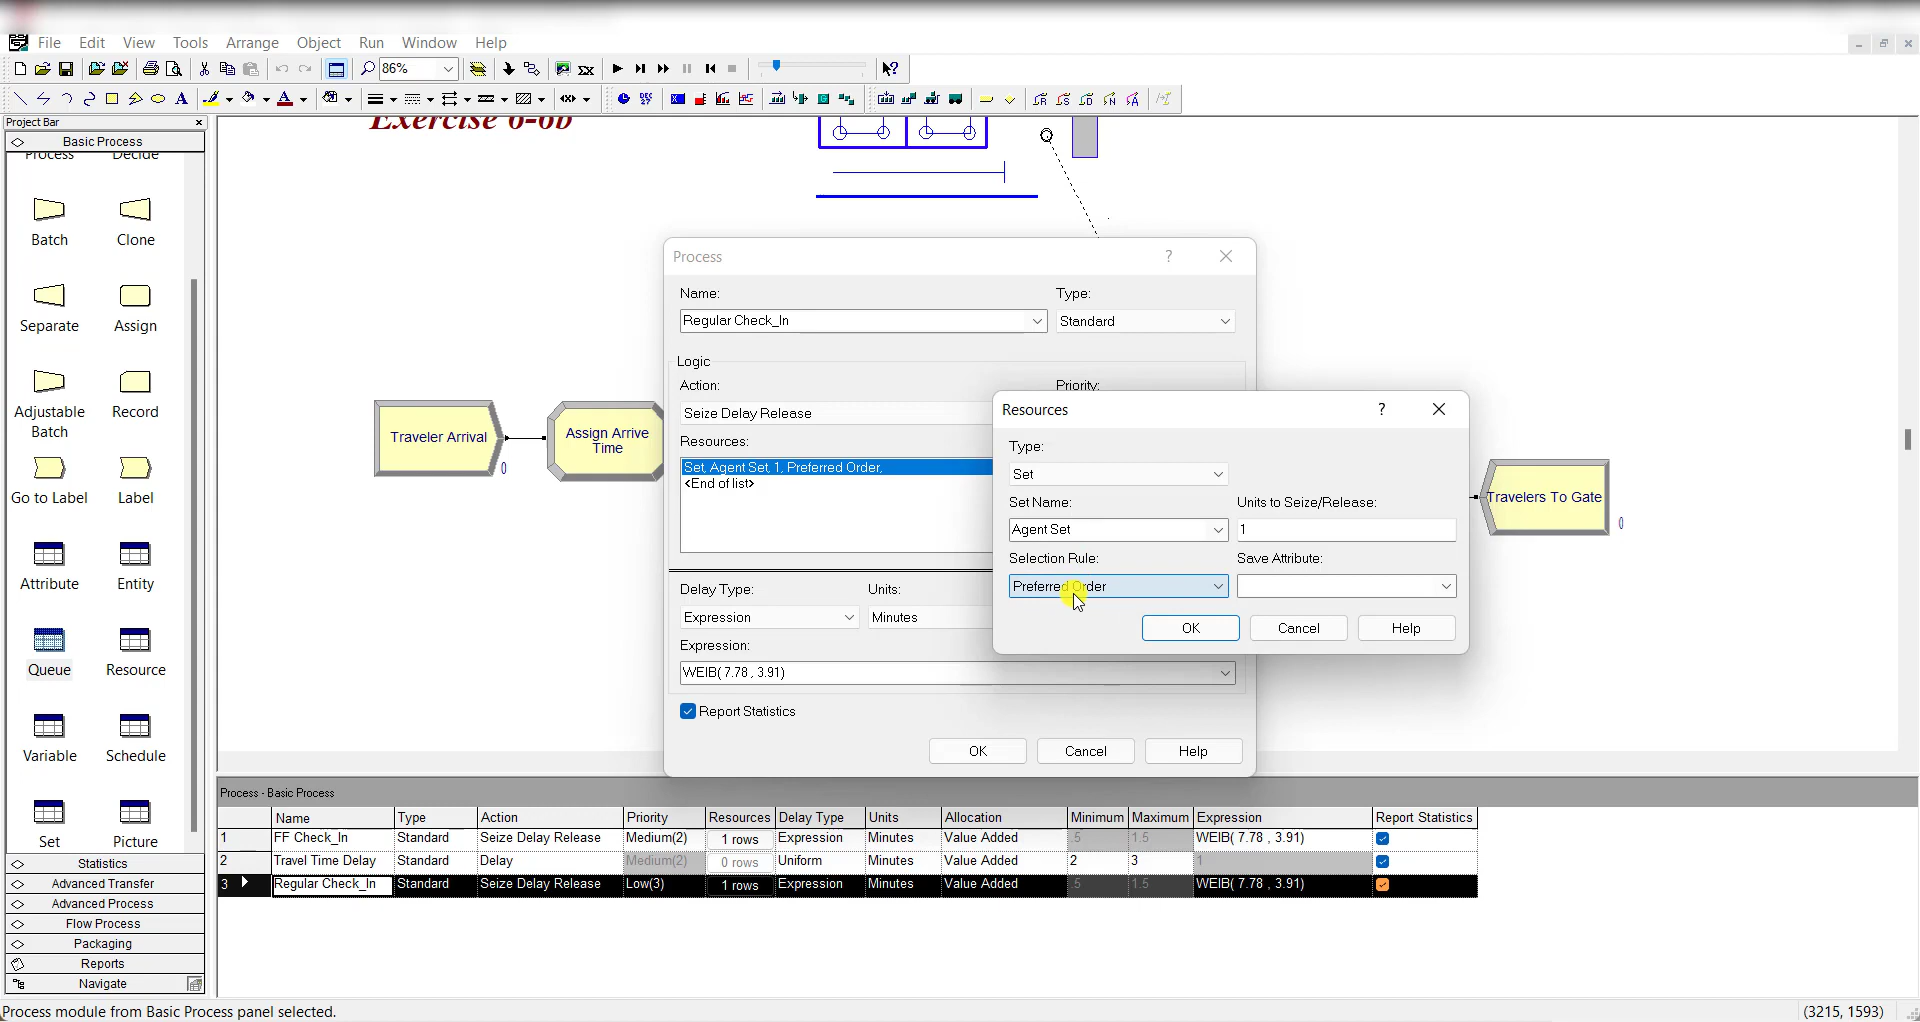 File Edit View Tools Arrange Object Run Window Help
86%
Project Bar
Basic Process
Process Decide
Batch Clone
Separate Assign
Adjustable Batch Record
Go to Label Label
Attribute Entity
Queue Resource
Variable Schedule
Set Picture
Statistics
Advanced Transfer
Advanced Process
Flow Process
Packaging
Reports
Navigate
Exercise 6-6b
Traveler Arrival
0
Assign Arrive
Time
Travelers To Gate
0
Process
Name: Type:
Regular Check_In Standard
Logic
Action: Priority:
Seize Delay Release
Resources:
Set, Agent Set, 1, Preferred Order,
<End of list>
Delay Type: Units:
Expression Minutes
Expression:
WEIB( 7.78 , 3.91)
Report Statistics
OK Cancel Help
Resources
Type:
Set
Set Name: Units to Seize/Release:
Agent Set 1
Selection Rule: Save Attribute:
Preferred Order
OK Cancel Help
Process - Basic Process
Name Type Action Priority Resources Delay Type Units Allocation Minimum Maximum Expression Report Statistics
1 FF Check_In Standard Seize Delay Release Medium(2) 1 rows Expression Minutes Value Added .5 1.5 WEIB( 7.78 , 3.91)
2 Travel Time Delay Standard Delay Medium(2) 0 rows Uniform Minutes Value Added 2 3 1
3 Regular Check_In Standard Seize Delay Release Low(3) 1 rows Expression Minutes Value Added .5 1.5 WEIB( 7.78 , 3.91)
Process module from Basic Process panel selected.
(3215, 1593)